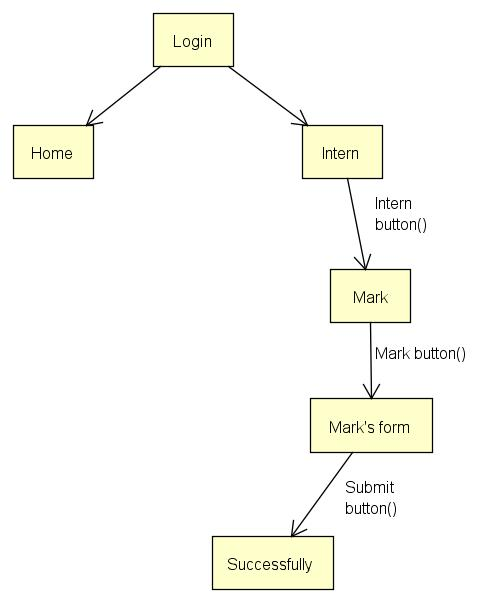 Login
Home
Intern
Intern
button()
Mark
Mark button()
Mark's form
Submit
button()
Successfully